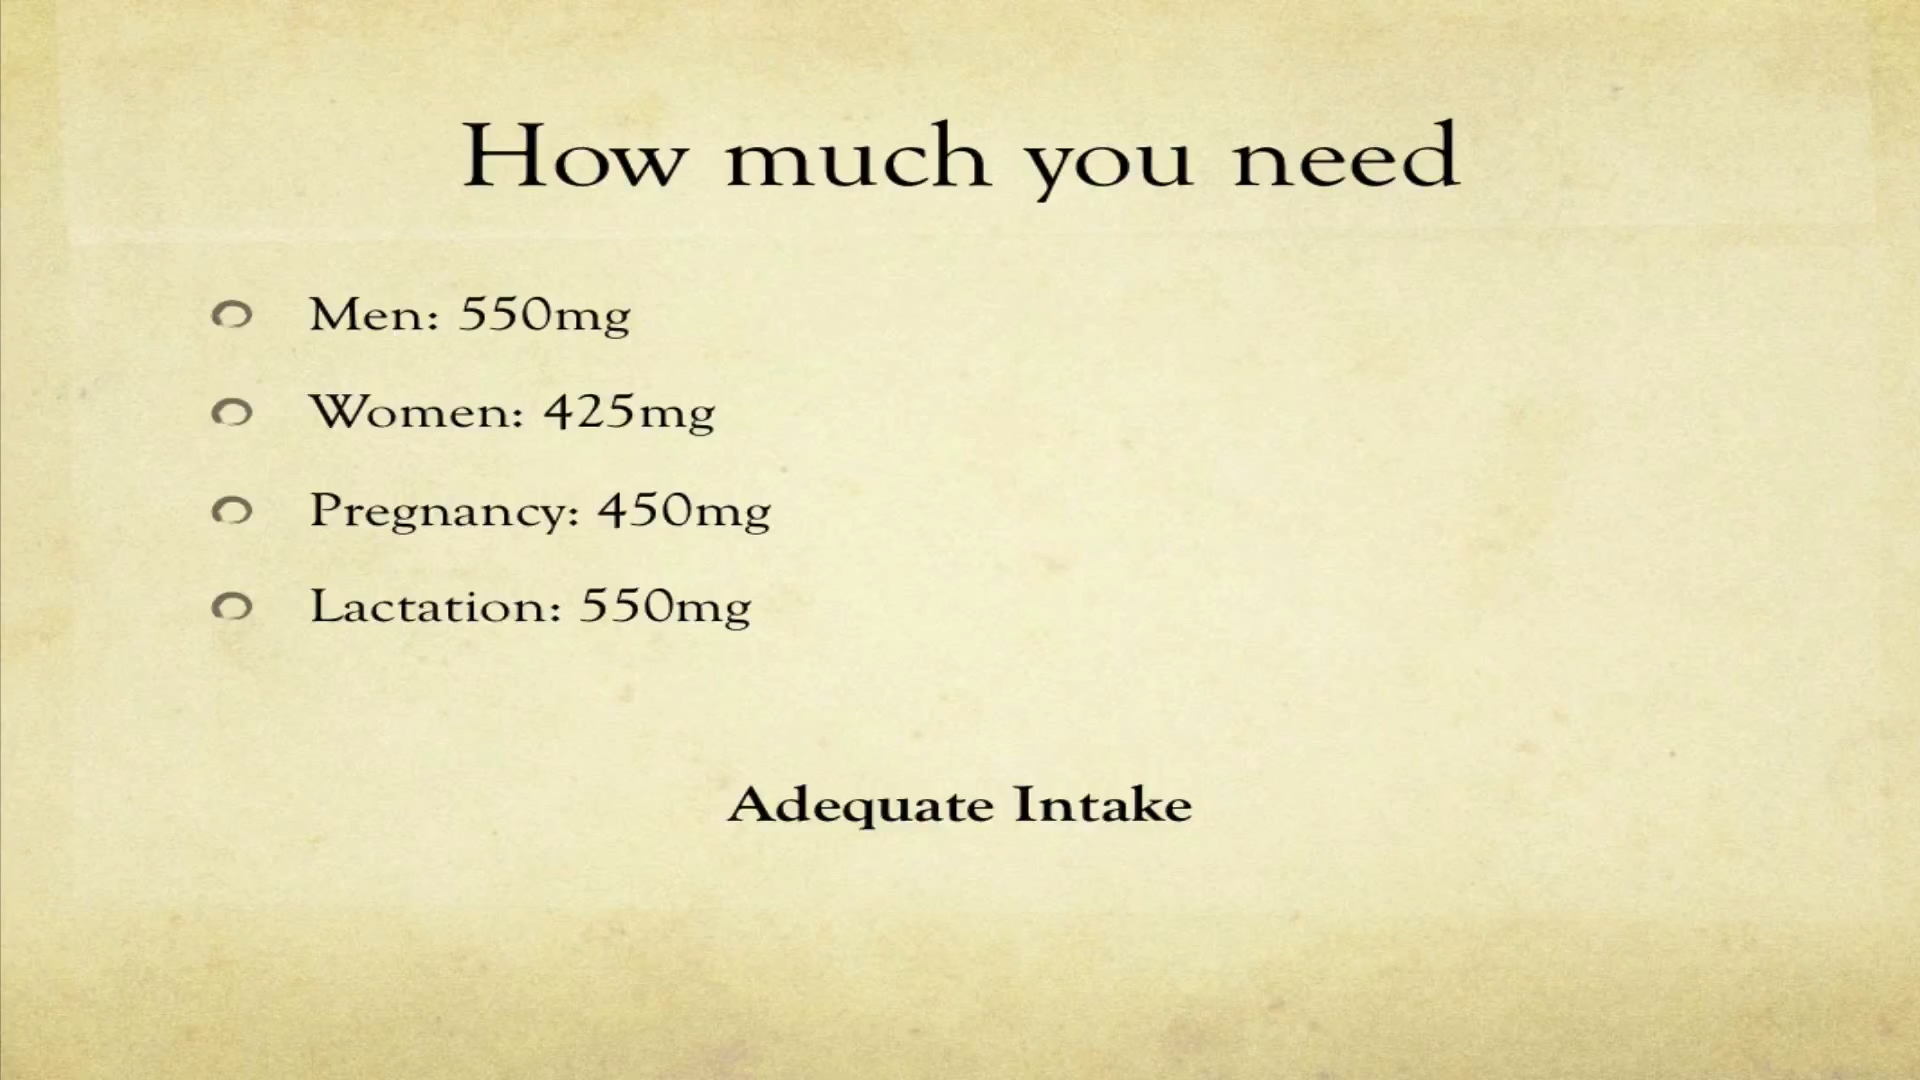 How much you need
Men: 550mg
Women: 425mg
Pregnancy: 450mg
Lactation: 550mg
Adequate Intake